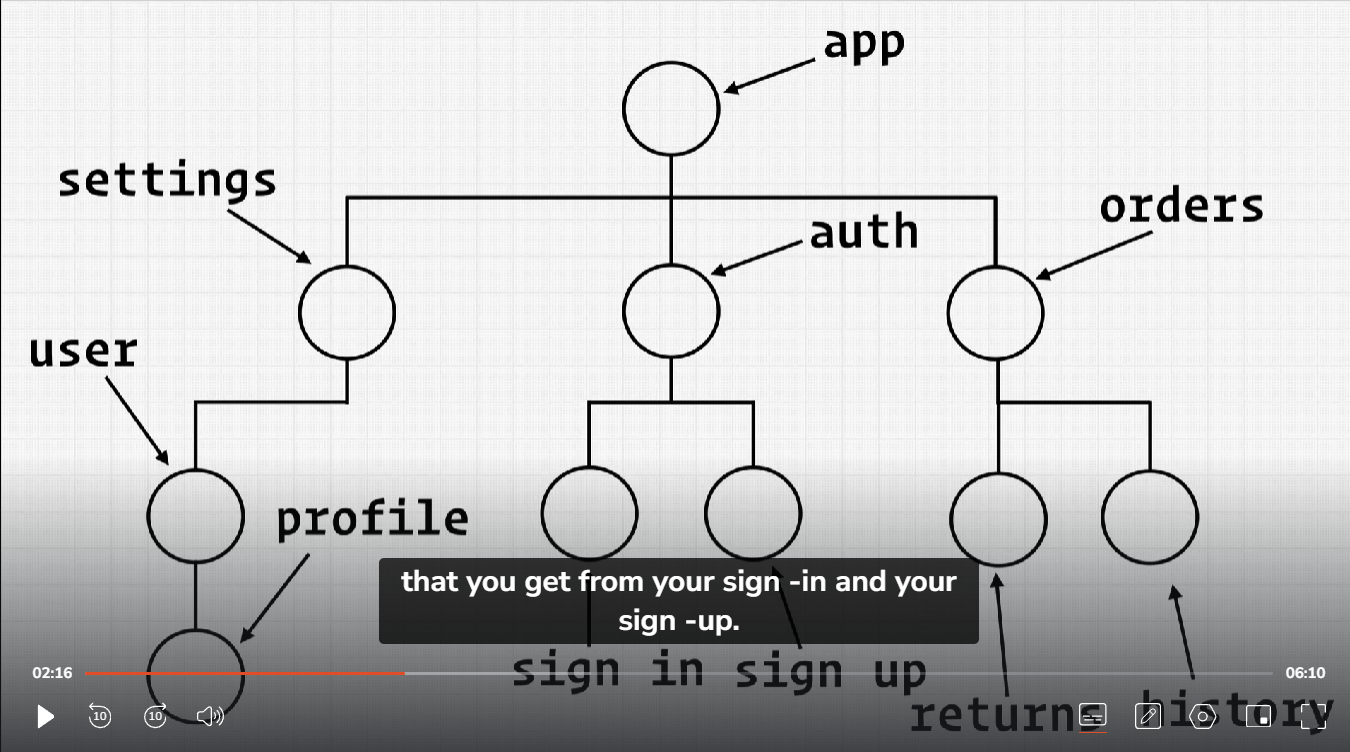 app
settings
orders
auth
user
profile
that you get from your sign -in and your
sign -up.
sign in
sign up
returns
history
02:16
06:10
10
10